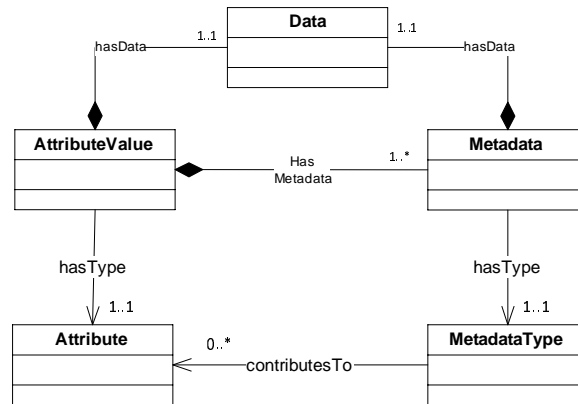 Data
hasData
1..1
1..1
hasData
AttributeValue
Metadata
Has
Metadata
1..*
hasType
hasType
1..1
1..1
Attribute
0..*
contributesTo
MetadataType